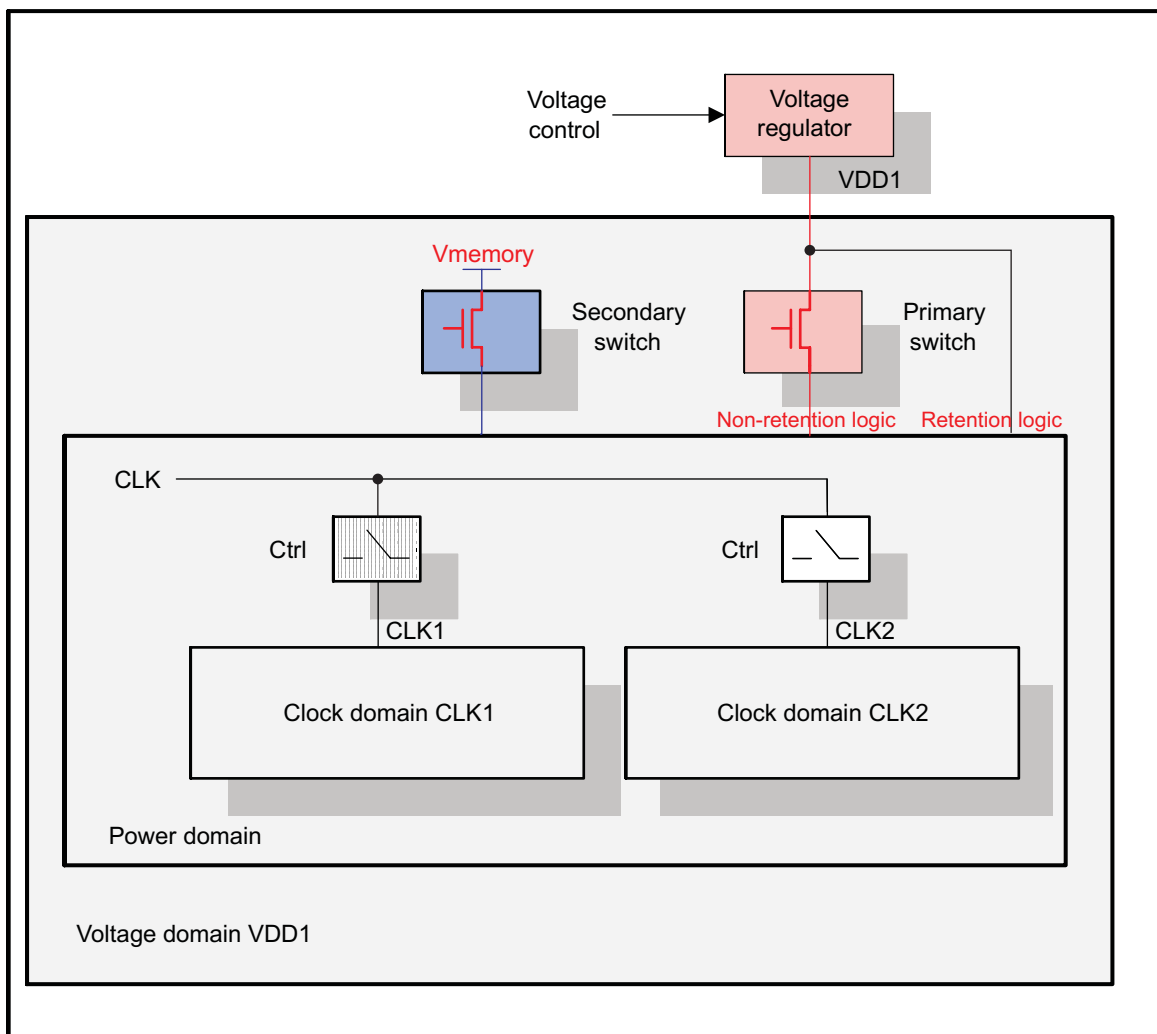 Voltage
control
Voltage
regulator
VDD1
Vmemory
Secondary
switch
Primary
switch
Non-retention logic
Retention logic
CLK
Ctrl
Ctrl
CLK1
CLK2
Clock domain CLK1
Clock domain CLK2
Power domain
Voltage domain VDD1